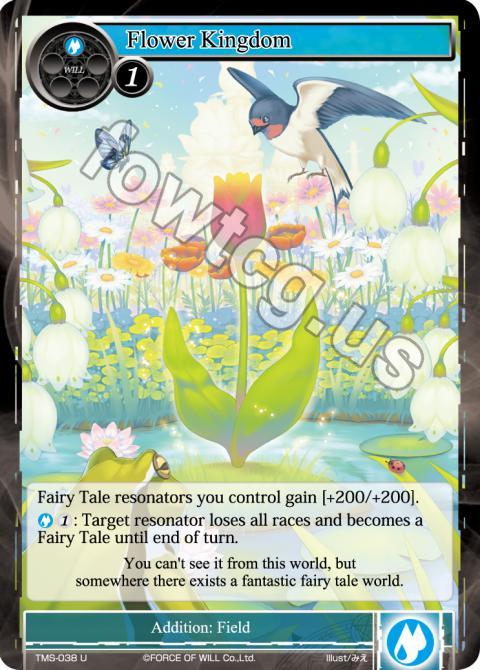 Flower Kingdom
WILL
1
fowtcg.us
Fairy Tale resonators you control gain [+200/+200].
1 : Target resonator loses all races and becomes a
Fairy Tale until end of turn.
You can't see it from this world, but
somewhere there exists a fantastic fairy tale world.
Addition: Field
TMS-038 U
©FORCE OF WILL Co.,Ltd.
Illust/みえ